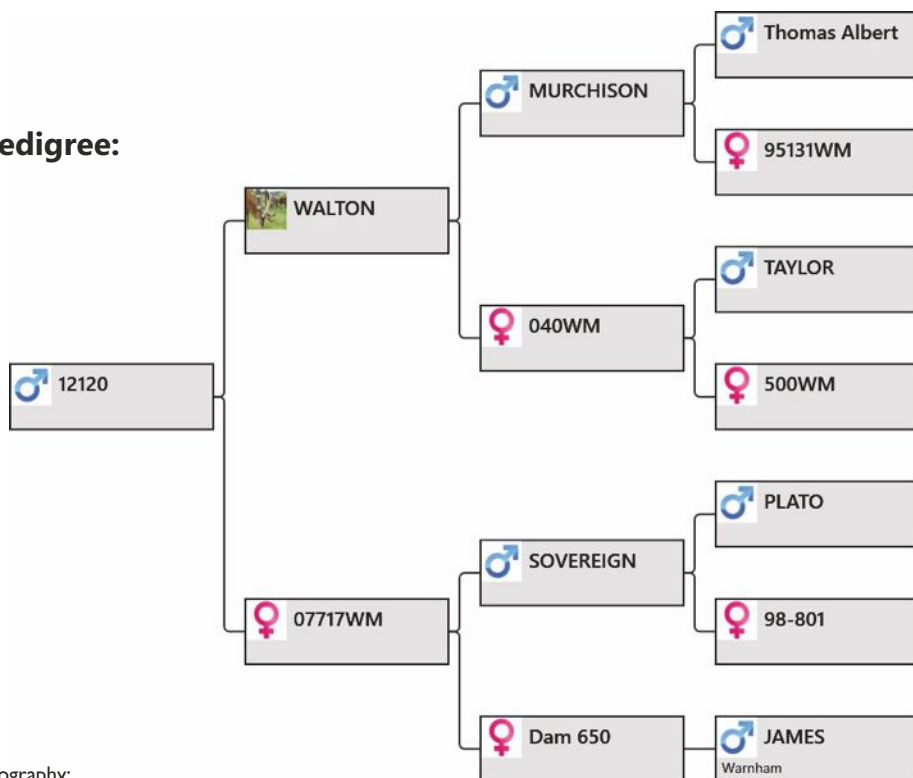 Thomas Albert
MURCHISON
edigree:
95131WM
WALTON
TAYLOR
040WM
12120
500WM
PLATO
SOVEREIGN
07717WM
98-801
Dam 650
JAMES
Warnham
ography: